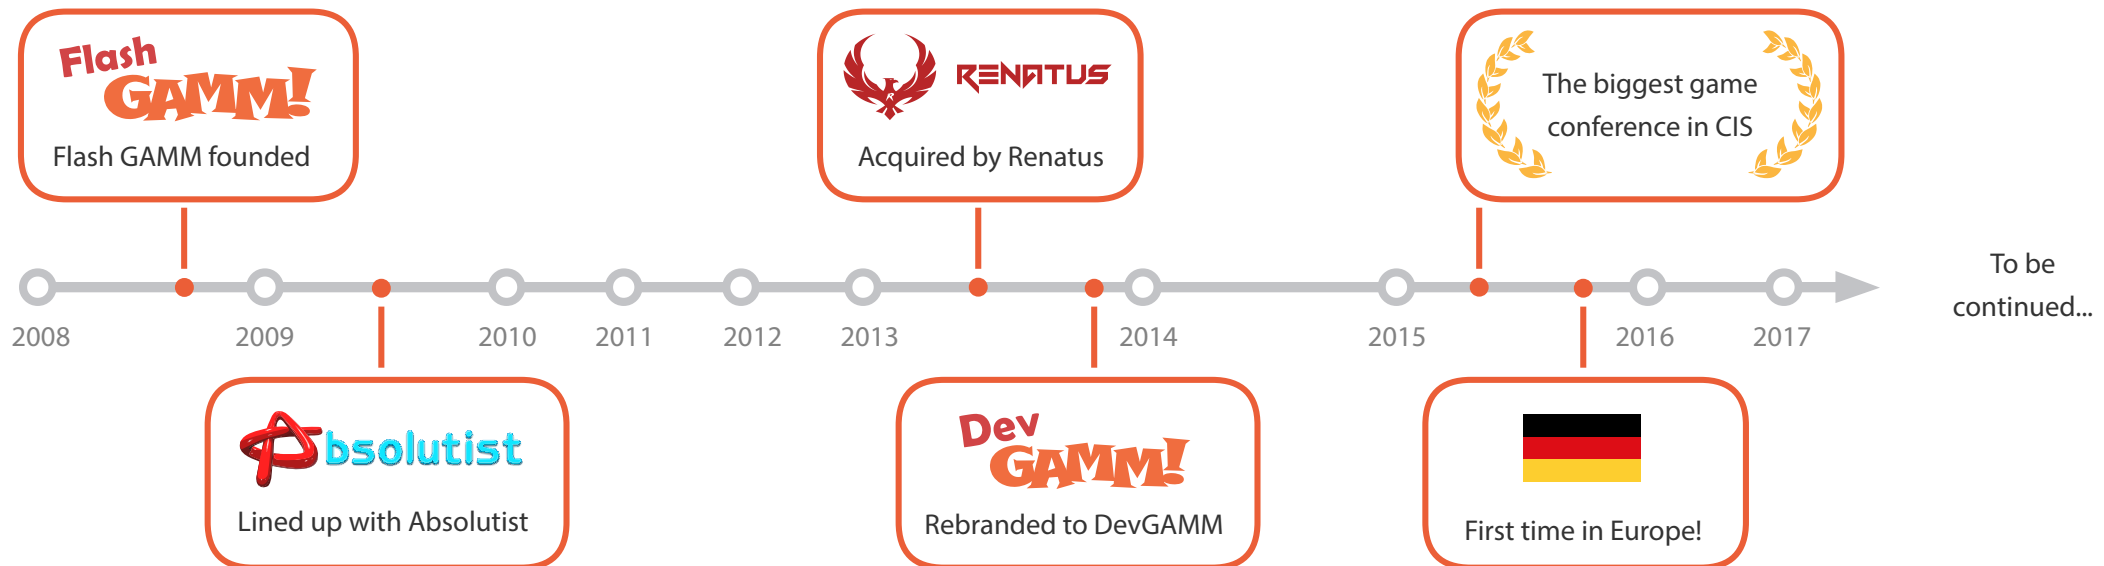 Flash
GAMM!
Flash GAMM founded
RENATUS
Acquired by Renatus
The biggest game
conference in CIS
To be
continued...
2008
2009
2010
2011
2012
2013
2014
2015
2016
2017
Absolutist
Lined up with Absolutist
Dev
GAMM!
Rebranded to DevGAMM
First time in Europe!